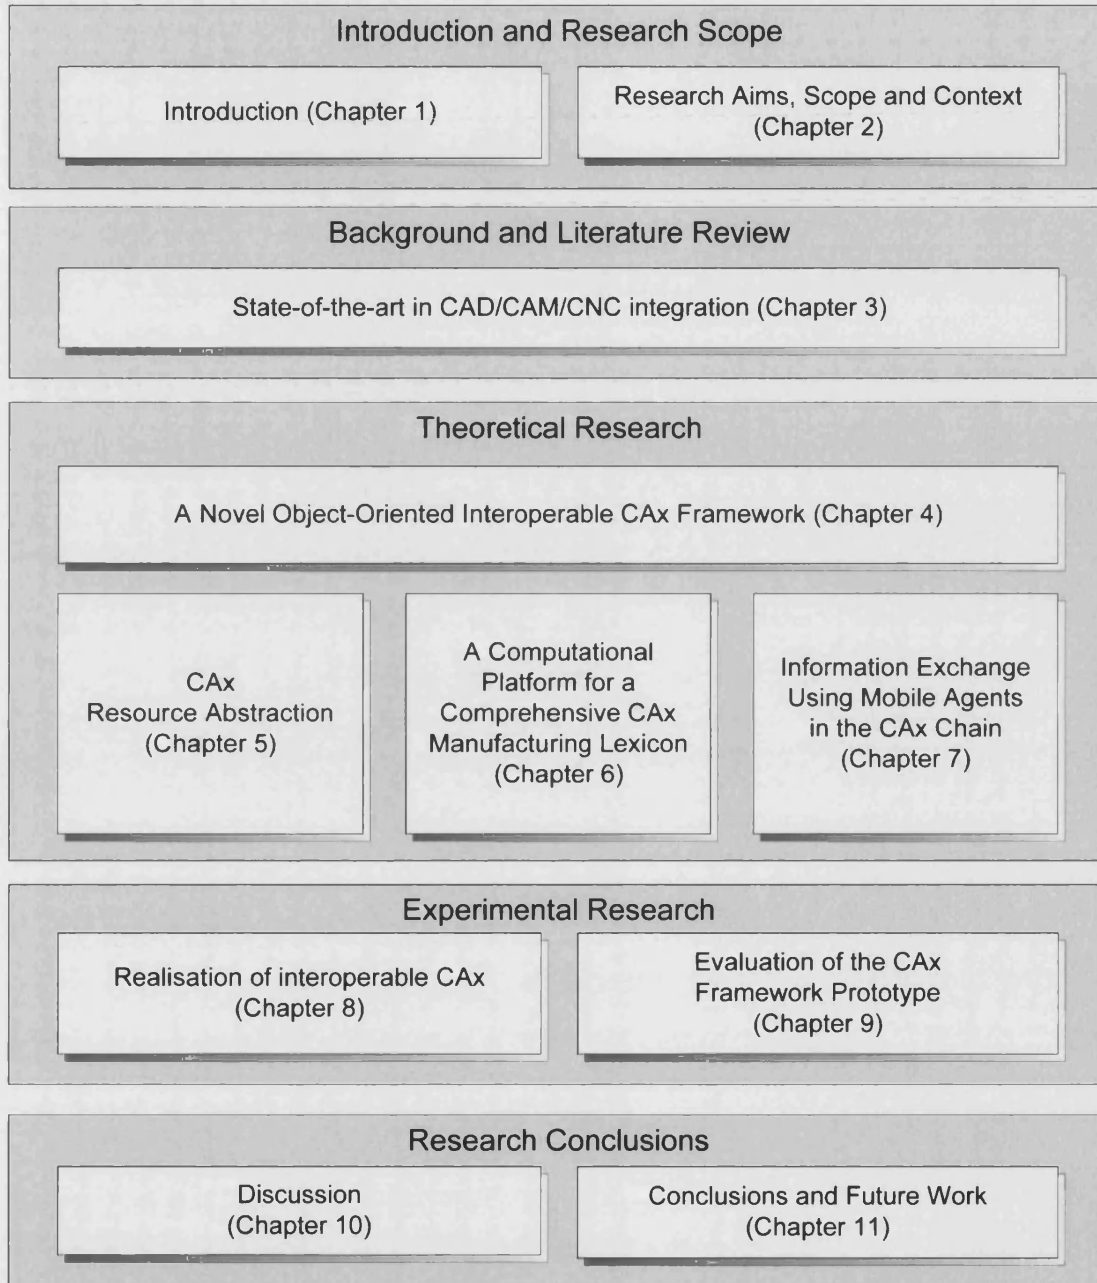 Introduction and Research Scope
Introduction (Chapter 1)
Research Aims, Scope and Context
(Chapter 2)
Background and Literature Review
State-of-the-art in CAD/CAM/CNC integration (Chapter 3)
Theoretical Research
A Novel Object-Oriented Interoperable CAx Framework (Chapter 4)
CAx
Resource Abstraction
(Chapter 5)
A Computational
Platform for a
Comprehensive CAx
Manufacturing Lexicon
(Chapter 6)
Information Exchange
Using Mobile Agents
in the CAx Chain
(Chapter 7)
Experimental Research
Realisation of interoperable CAx
(Chapter 8)
Evaluation of the CAx
Framework Prototype
(Chapter 9)
Research Conclusions
Discussion
(Chapter 10)
Conclusions and Future Work
(Chapter 11)